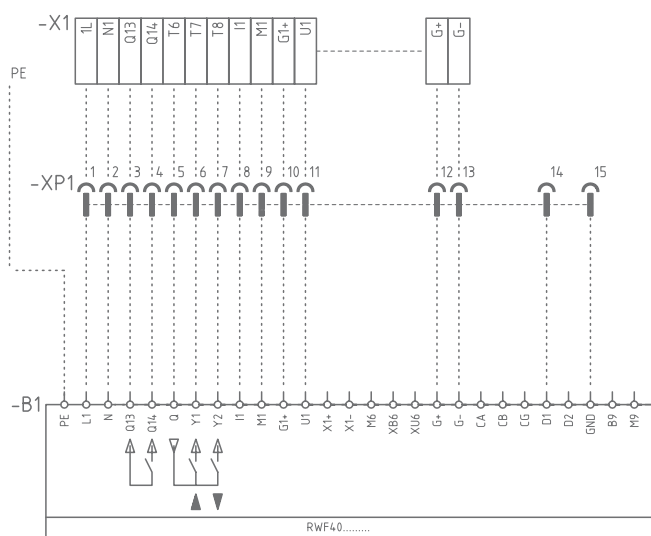 -X1 1L N1 Q13 Q14 T6 T7 T8 I1 M1 G1+ U1 G+ G-
PE
-XP1 1 2 3 4 5 6 7 8 9 10 11 12 13 14 15
-B1
PE L1 N Q13 Q14 Q Y1 Y2 I1 M1 G1+ U1 X1+ X1- M6 XB6 XU6 G+ G- CA CB CG D1 D2 GND B9 M9
RWF40.........